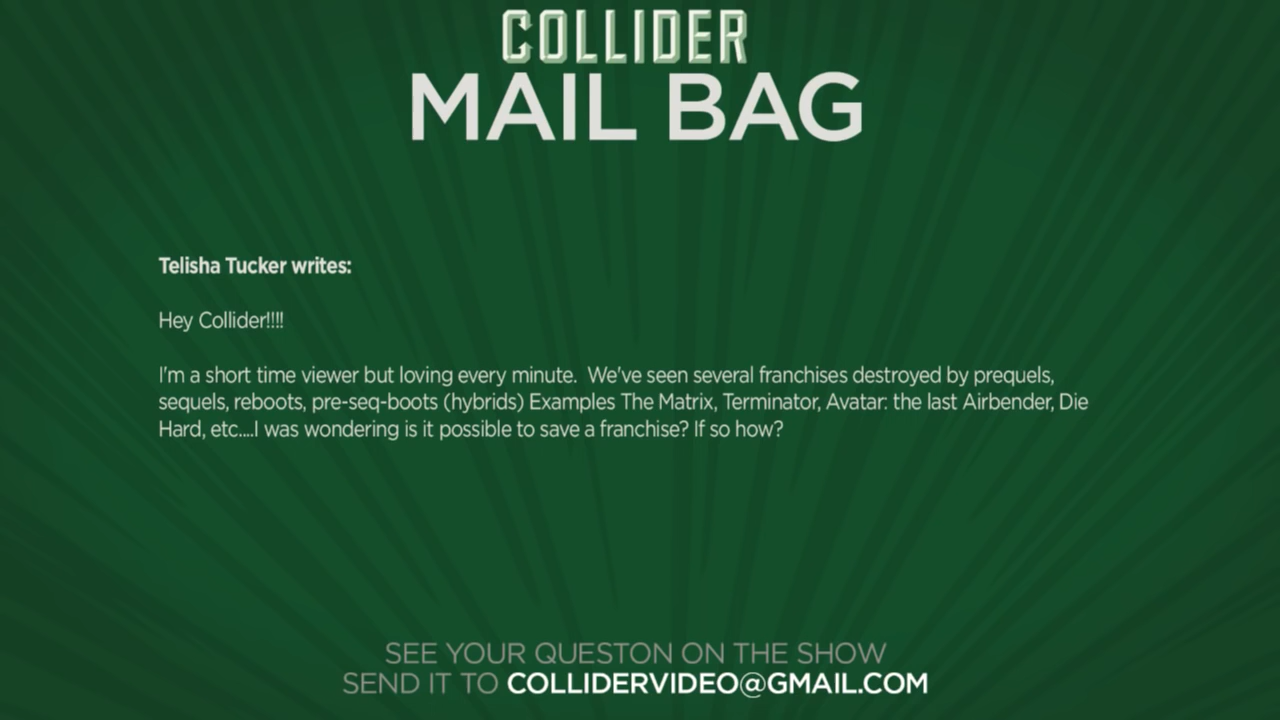 COLLIDER
MAIL BAG
Telisha Tucker writes:
Hey Collider!!!!
I'm a short time viewer but loving every minute.  We've seen several franchises destroyed by prequels,
sequels, reboots, pre-seq-boots (hybrids) Examples The Matrix, Terminator, Avatar: the last Airbender, Die
Hard, etc....I was wondering is it possible to save a franchise? If so how?
SEE YOUR QUESTON ON THE SHOW
SEND IT TO COLLIDERVIDEO@GMAIL.COM